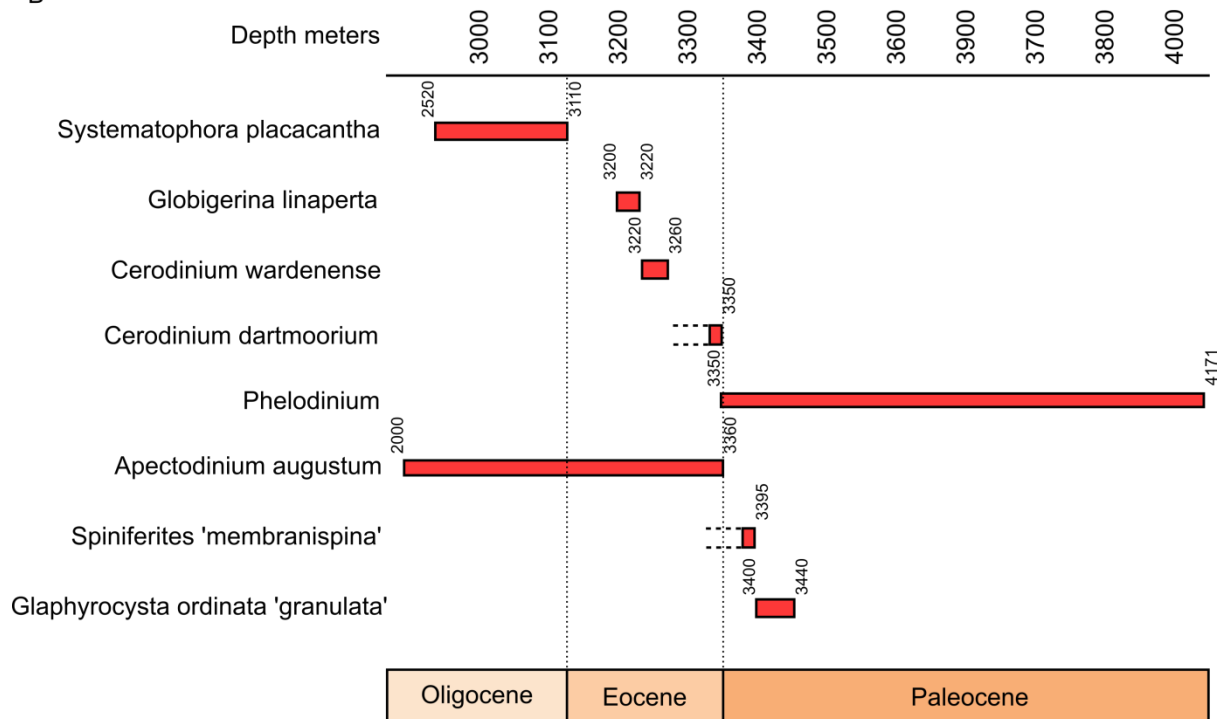 B
Depth meters 3000 3100 3200 3300 3400 3500 3600 3900 3700 3800 4000
2520 3110
Systematophora placacantha
3200 3220
Globigerina linaperta
3220 3260
Cerodinium wardenense
3350
Cerodinium dartmoorium
3350 4171
Phelodinium
2000 3360
Apectodinium augustum
3395
Spiniferites 'membranispina'
3400 3440
Glaphyrocysta ordinata 'granulata'
Oligocene Eocene Paleocene